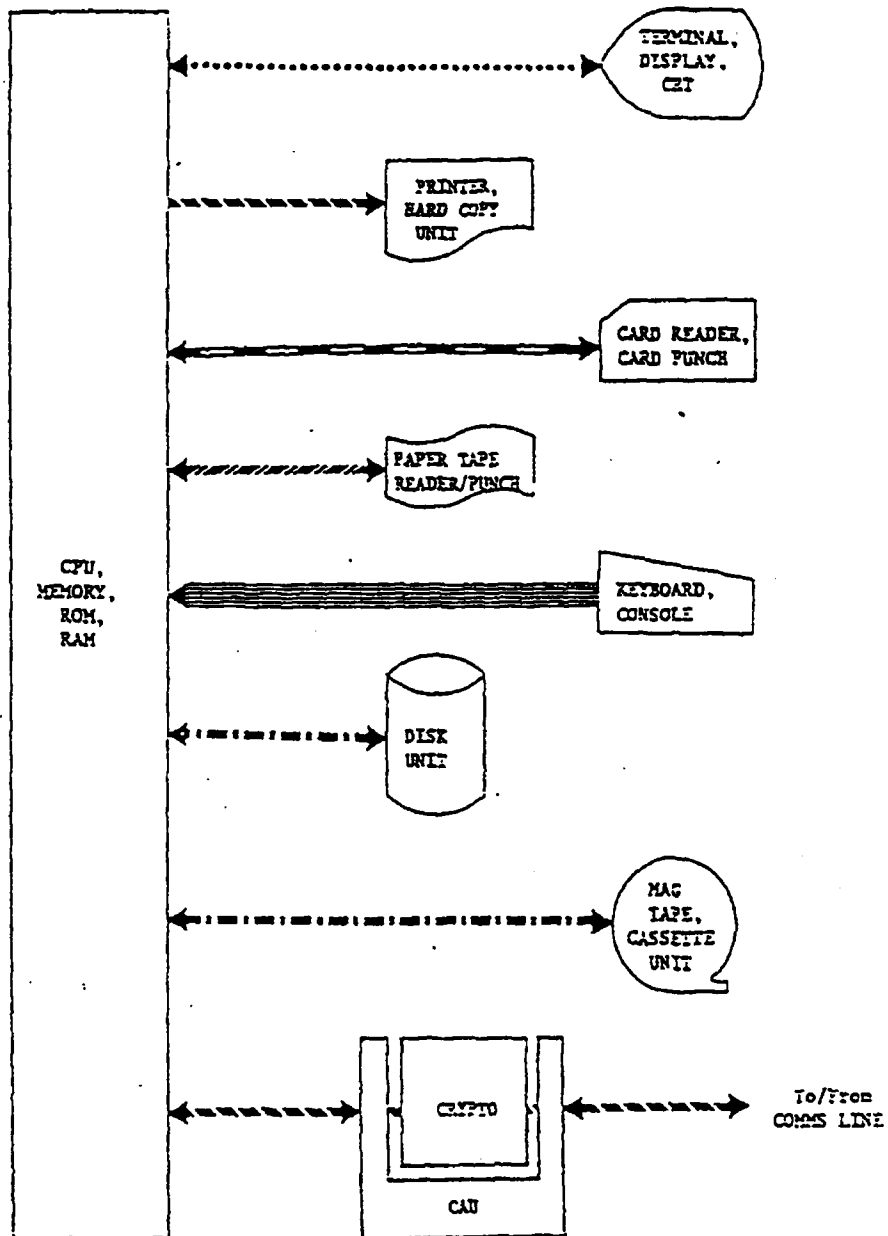 TERMINAL,
DISPLAY,
CRT
PRINTER,
HARD COPY
UNIT
CARD READER,
CARD PUNCH
PAPER TAPE
READER/PUNCH
CPU,
MEMORY,
ROM,
RAM
KEYBOARD,
CONSOLE
DISK
UNIT
MAG
TAPE,
CASSETTE
UNIT
CRYPTO
To/From
COMMS LINE
CAU